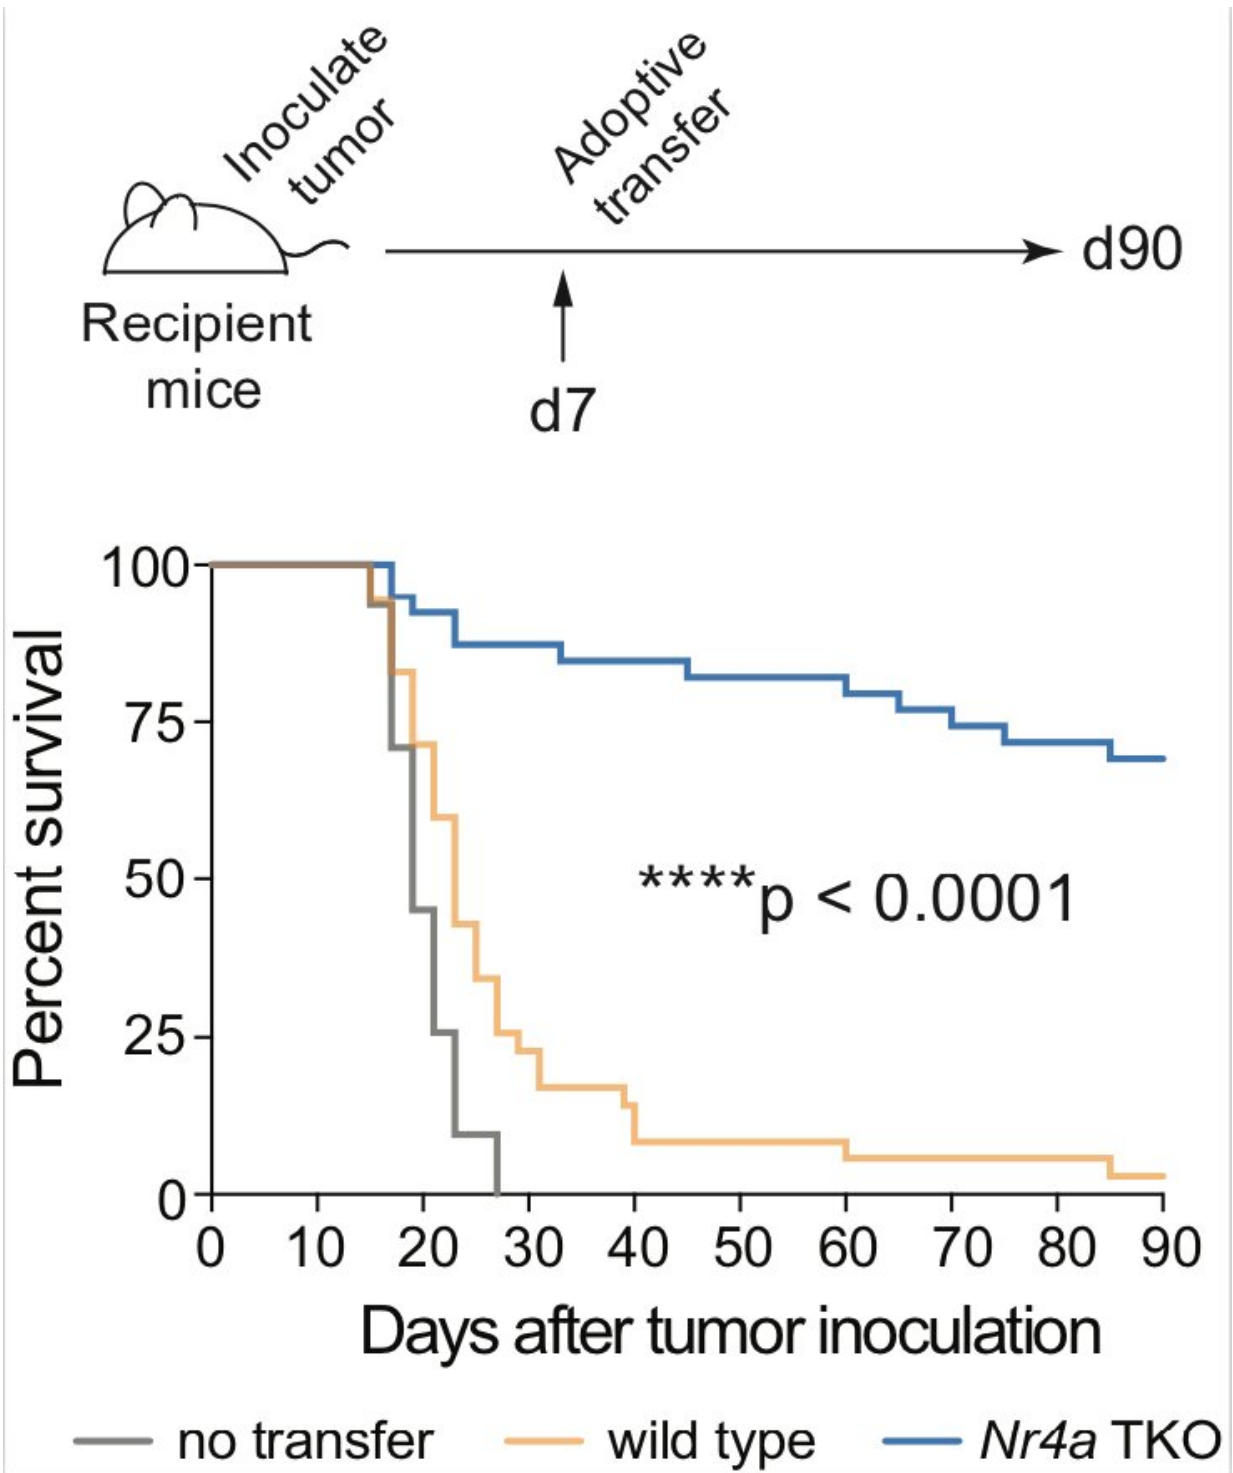 Inoculate
tumor
Adoptive
transfer
d90
Recipient
mice
d7
Percent survival
100
75
50
25
0
****p < 0.0001
0 10 20 30 40 50 60 70 80 90
Days after tumor inoculation
no transfer wild type Nr4a TKO